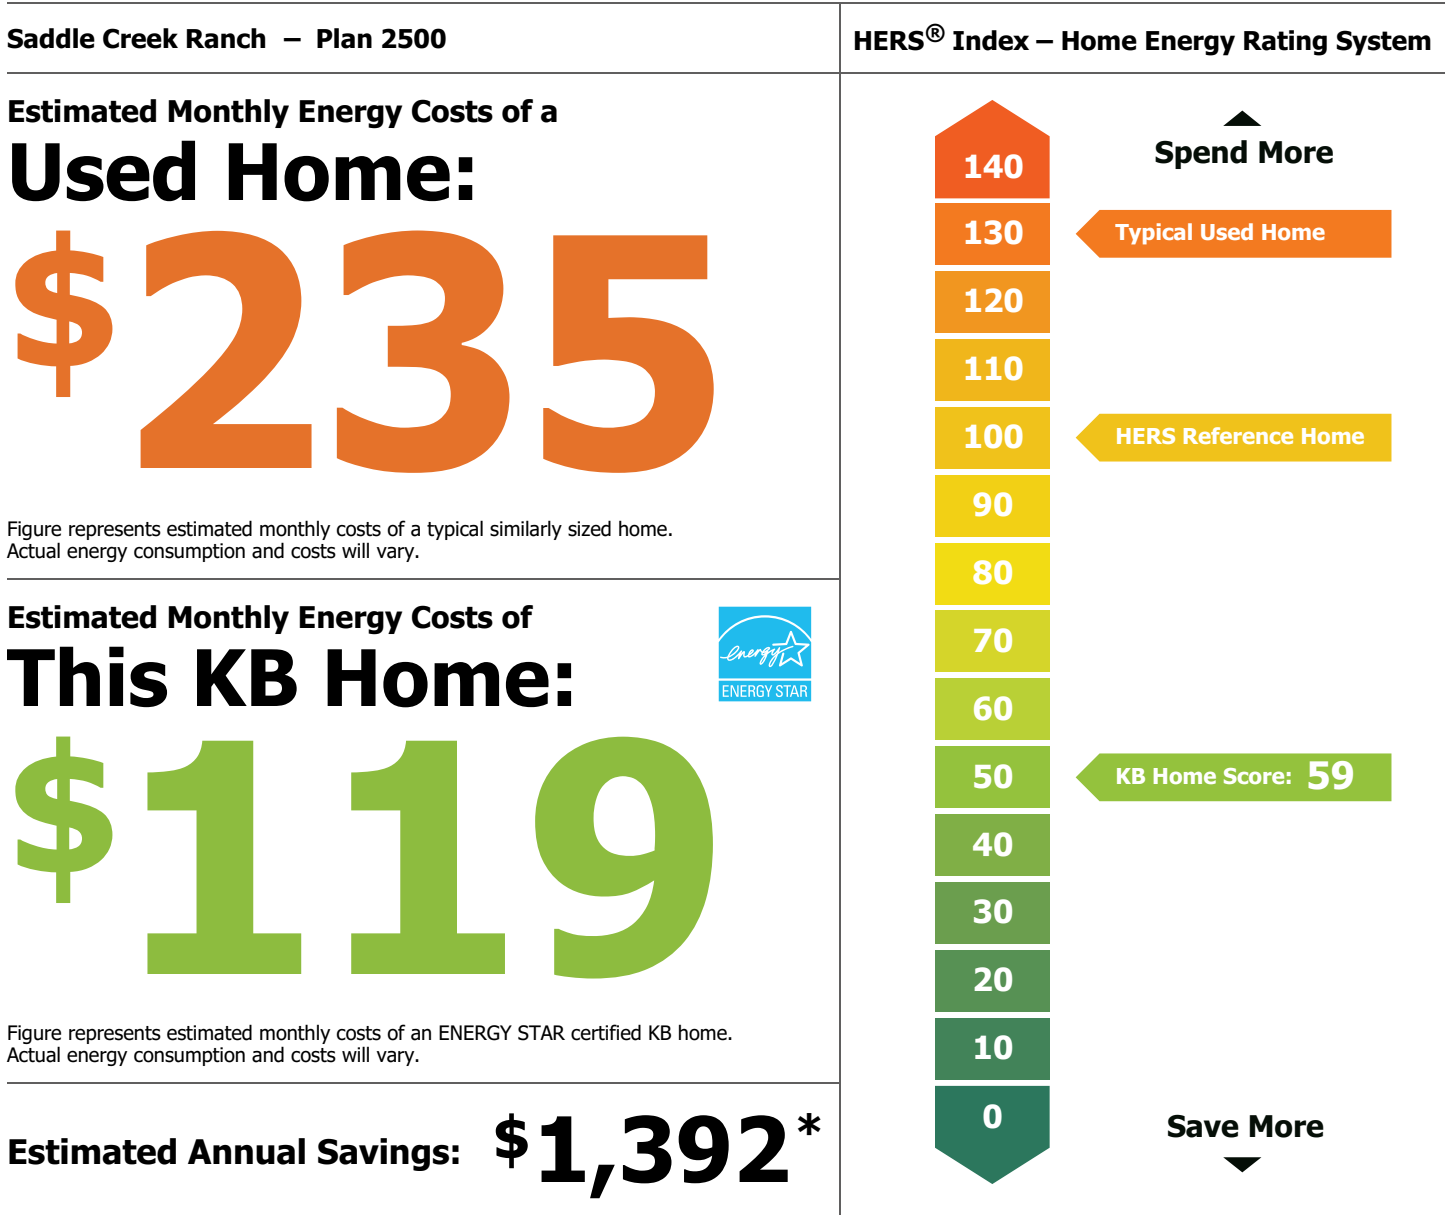 Saddle Creek Ranch – Plan 2500
Estimated Monthly Energy Costs of a
Used Home:
$235
Figure represents estimated monthly costs of a typical similarly sized home.
Actual energy consumption and costs will vary.
Estimated Monthly Energy Costs of
This KB Home:
energy
ENERGY STAR
$119
Figure represents estimated monthly costs of an ENERGY STAR certified KB home.
Actual energy consumption and costs will vary.
Estimated Annual Savings: $1,392*
HERS® Index – Home Energy Rating System
Spend More
140
130 Typical Used Home
120
110
100 HERS Reference Home
90
80
70
60
50 KB Home Score: 59
40
30
20
10
0
Save More